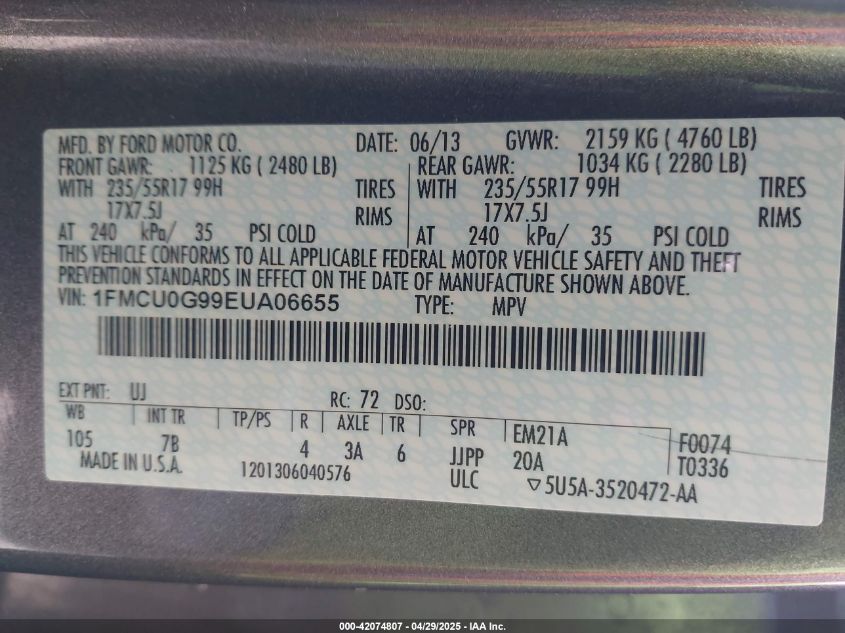 MFD. BY FORD MOTOR CO. DATE: 06/13 GVWR: 2159 KG ( 4760 LB)
FRONT GAWR: 1125 KG ( 2480 LB) REAR GAWR: 1034 KG ( 2280 LB)
WITH 235/55R17 99H TIRES WITH 235/55R17 99H TIRES
17X7.5J RIMS 17X7.5J RIMS
AT 240 kPa/ 35 PSI COLD AT 240 kPa/ 35 PSI COLD
THIS VEHICLE CONFORMS TO ALL APPLICABLE FEDERAL MOTOR VEHICLE SAFETY AND THEFT
PREVENTION STANDARDS IN EFFECT ON THE DATE OF MANUFACTURE SHOWN ABOVE.
VIN: 1FMCU0G99EUA06655 TYPE: MPV
EXT PNT: UJ RC: 72 DSO:
WB INT TR TP/PS R AXLE TR SPR EM21A F0074
105 7B 4 3A 6 JJPP 20A T0336
MADE IN U.S.A. 1201306040576 ULC ▽5U5A-3520472-AA
000-42074807 - 04/29/2025 - IAA Inc.